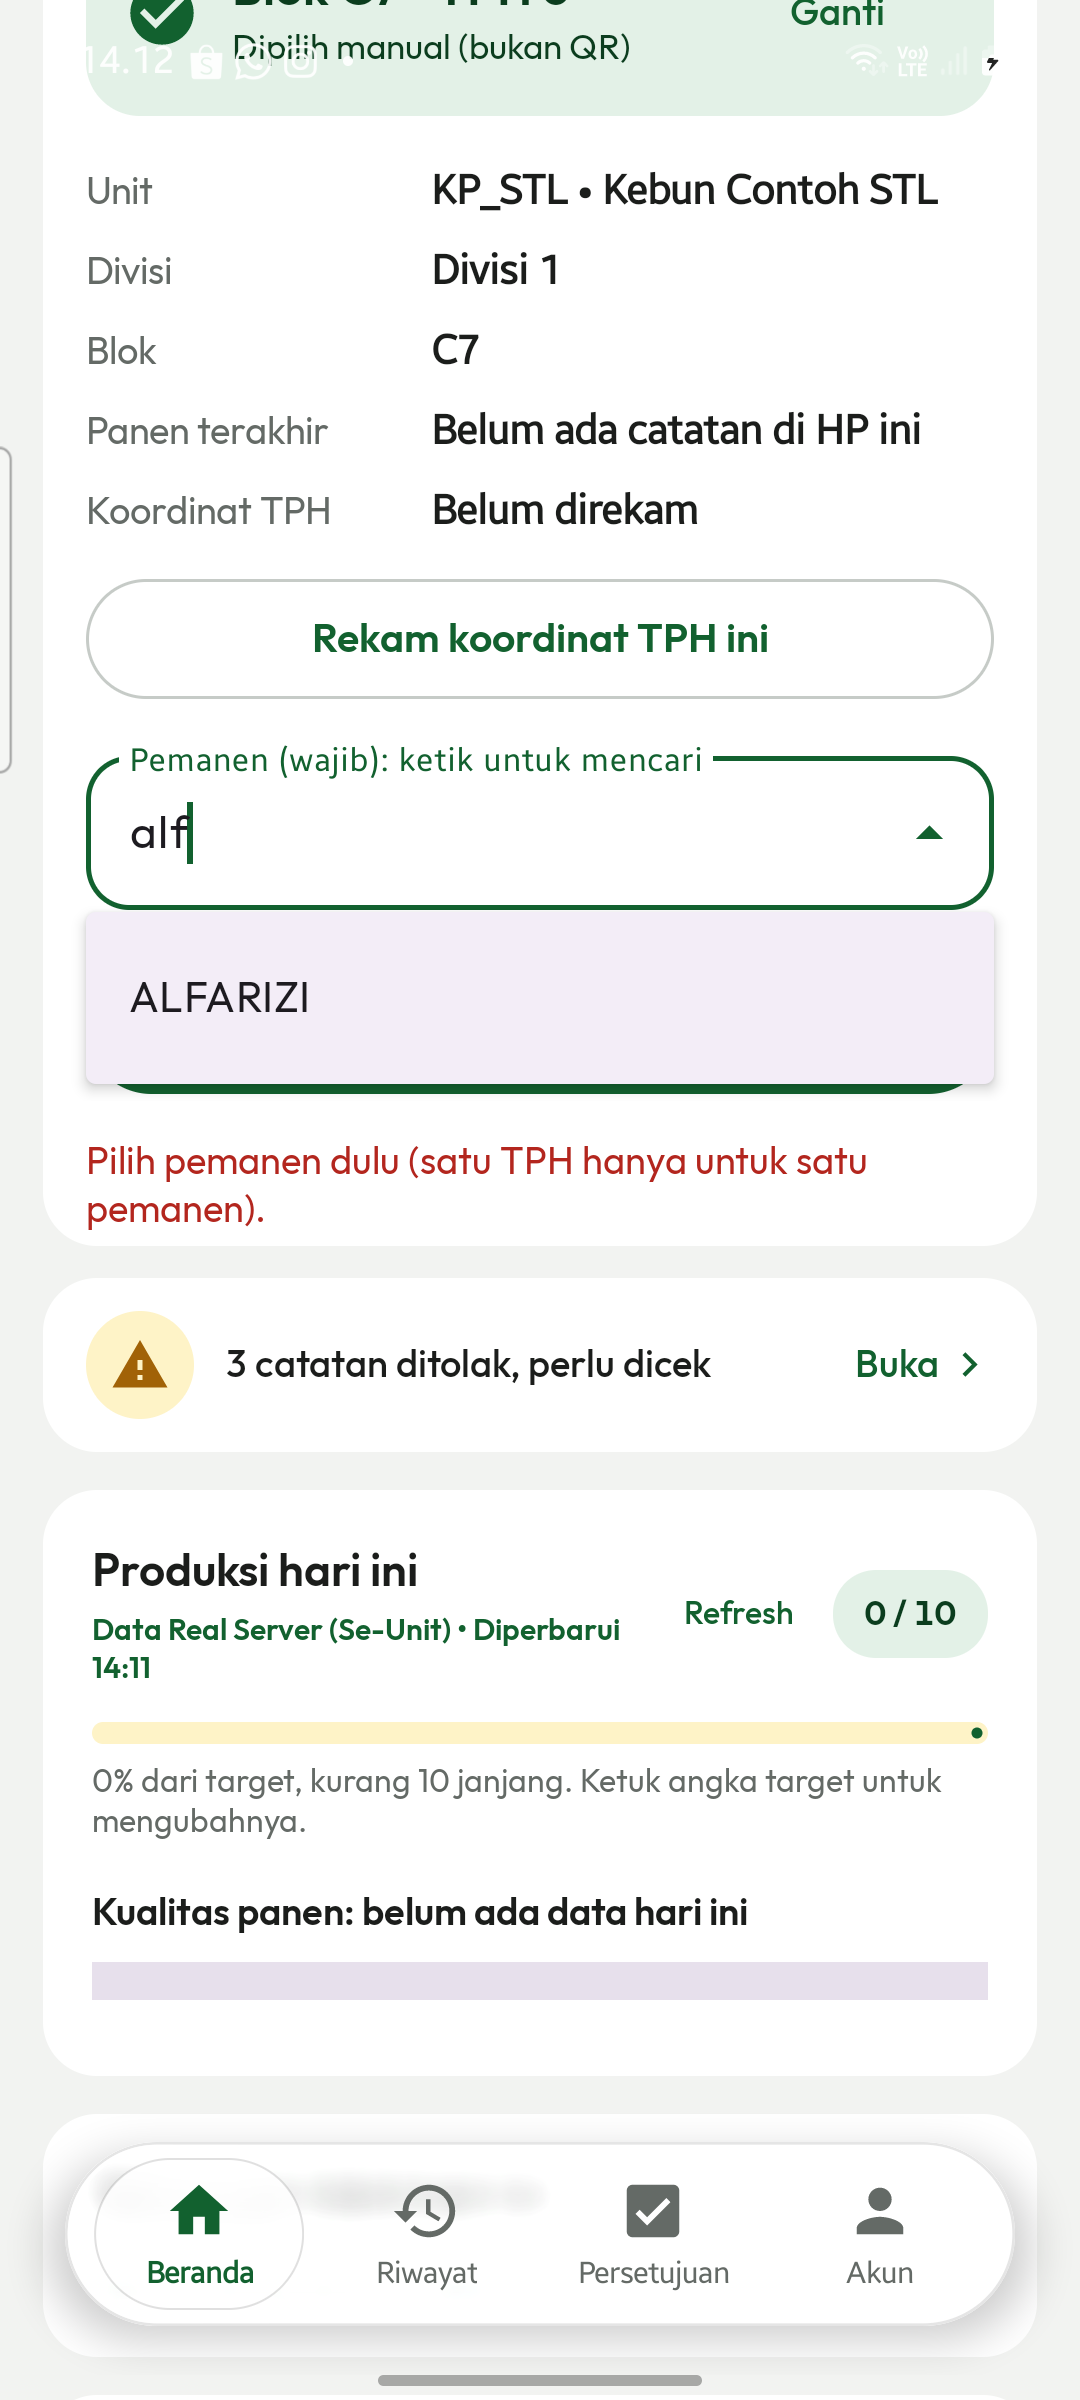 Ganti
Dipilih manual (bukan QR)
14.12
Vo))
LTE
Unit
KP_STL • Kebun Contoh STL
Divisi
Divisi 1
Blok
C7
Panen terakhir
Belum ada catatan di HP ini
Koordinat TPH
Belum direkam
Rekam koordinat TPH ini
Pemanen (wajib): ketik untuk mencari
alf
ALFARIZI
Pilih pemanen dulu (satu TPH hanya untuk satu
pemanen).
3 catatan ditolak, perlu dicek
Buka
Produksi hari ini
Data Real Server (Se-Unit) • Diperbarui
14:11
Refresh
0 / 10
0% dari target, kurang 10 janjang. Ketuk angka target untuk
mengubahnya.
Kualitas panen: belum ada data hari ini
Beranda
Riwayat
Persetujuan
Akun